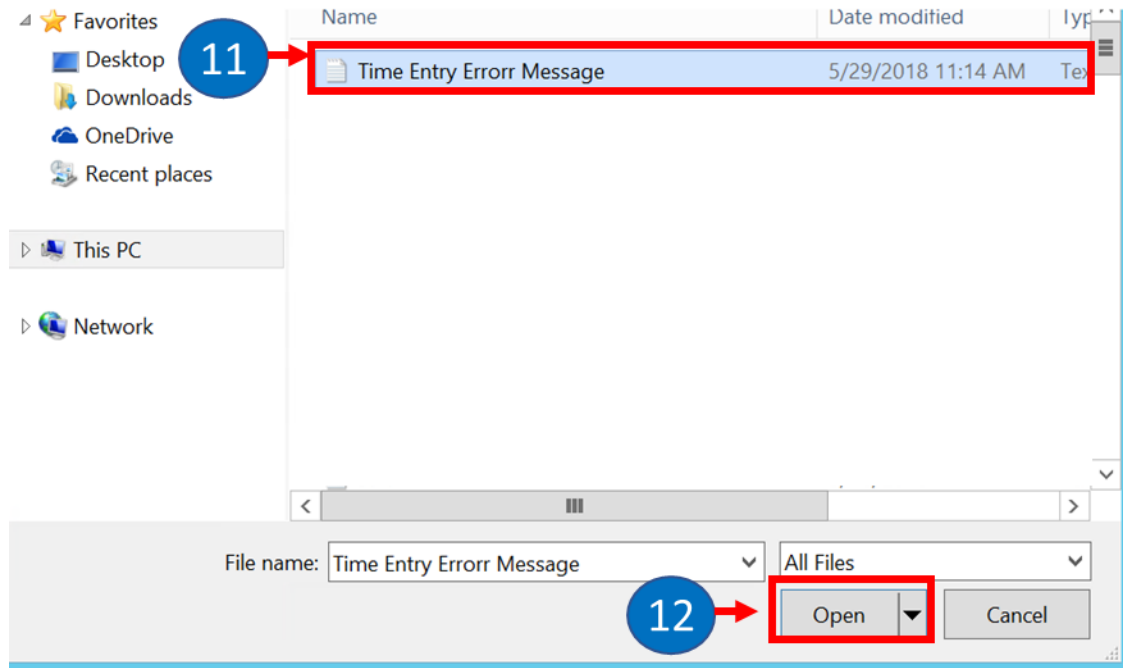 Favorites
Name
Date modified
Typ
11
Desktop
Time Entry Errorr Message
5/29/2018 11:14 AM
Tex
Downloads
OneDrive
Recent places
This PC
Network
File name: Time Entry Errorr Message
All Files
12
Open
Cancel